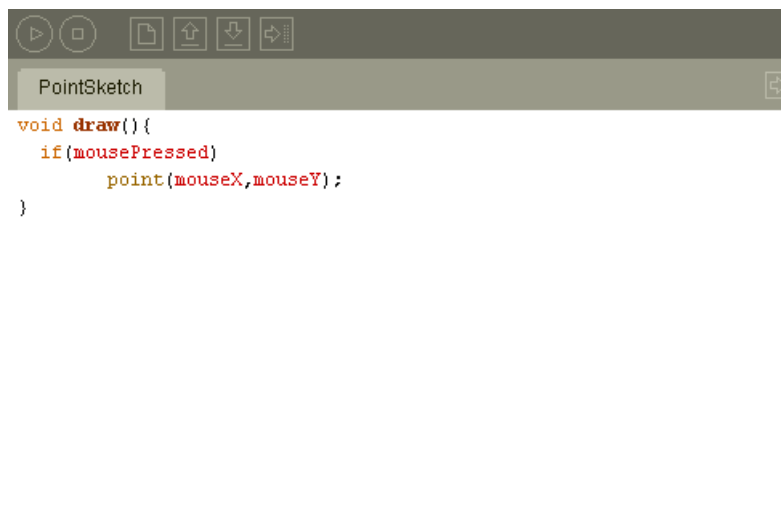 PointSketch
void draw(){
  if(mousePressed)
        point(mouseX,mouseY);
}